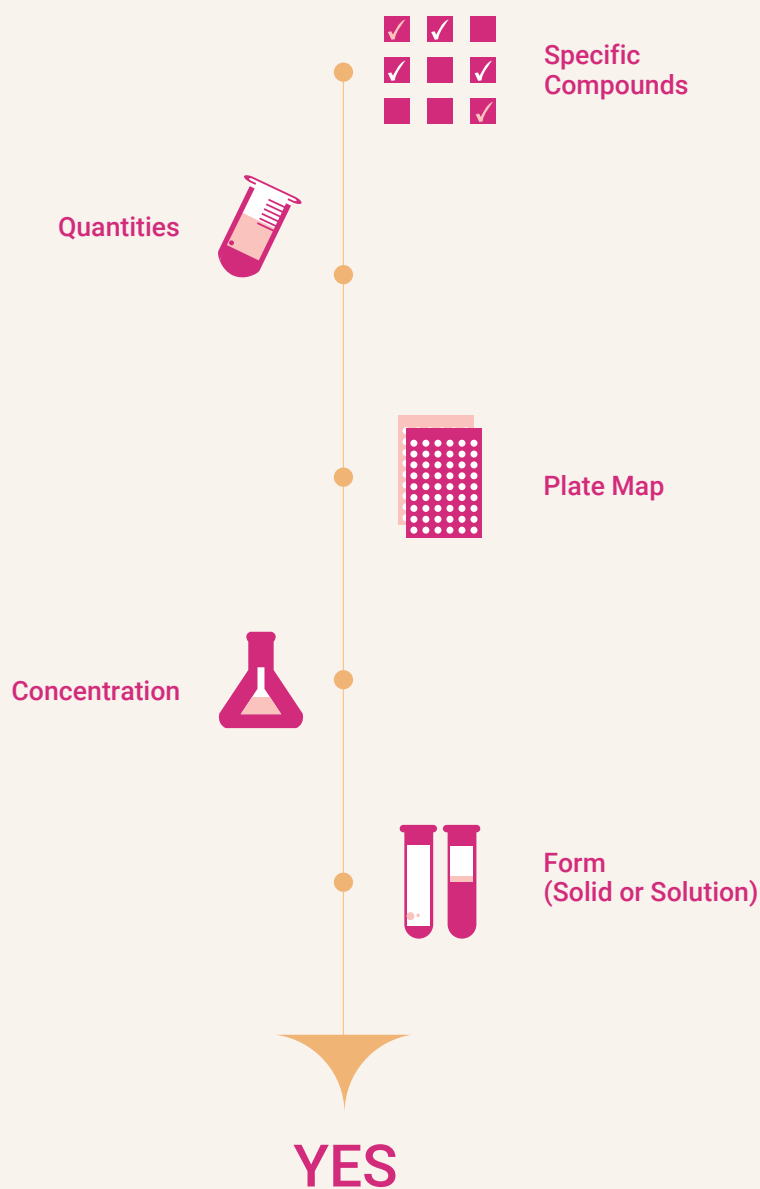 Specific
Compounds
Quantities
Plate Map
Concentration
Form
(Solid or Solution)
YES